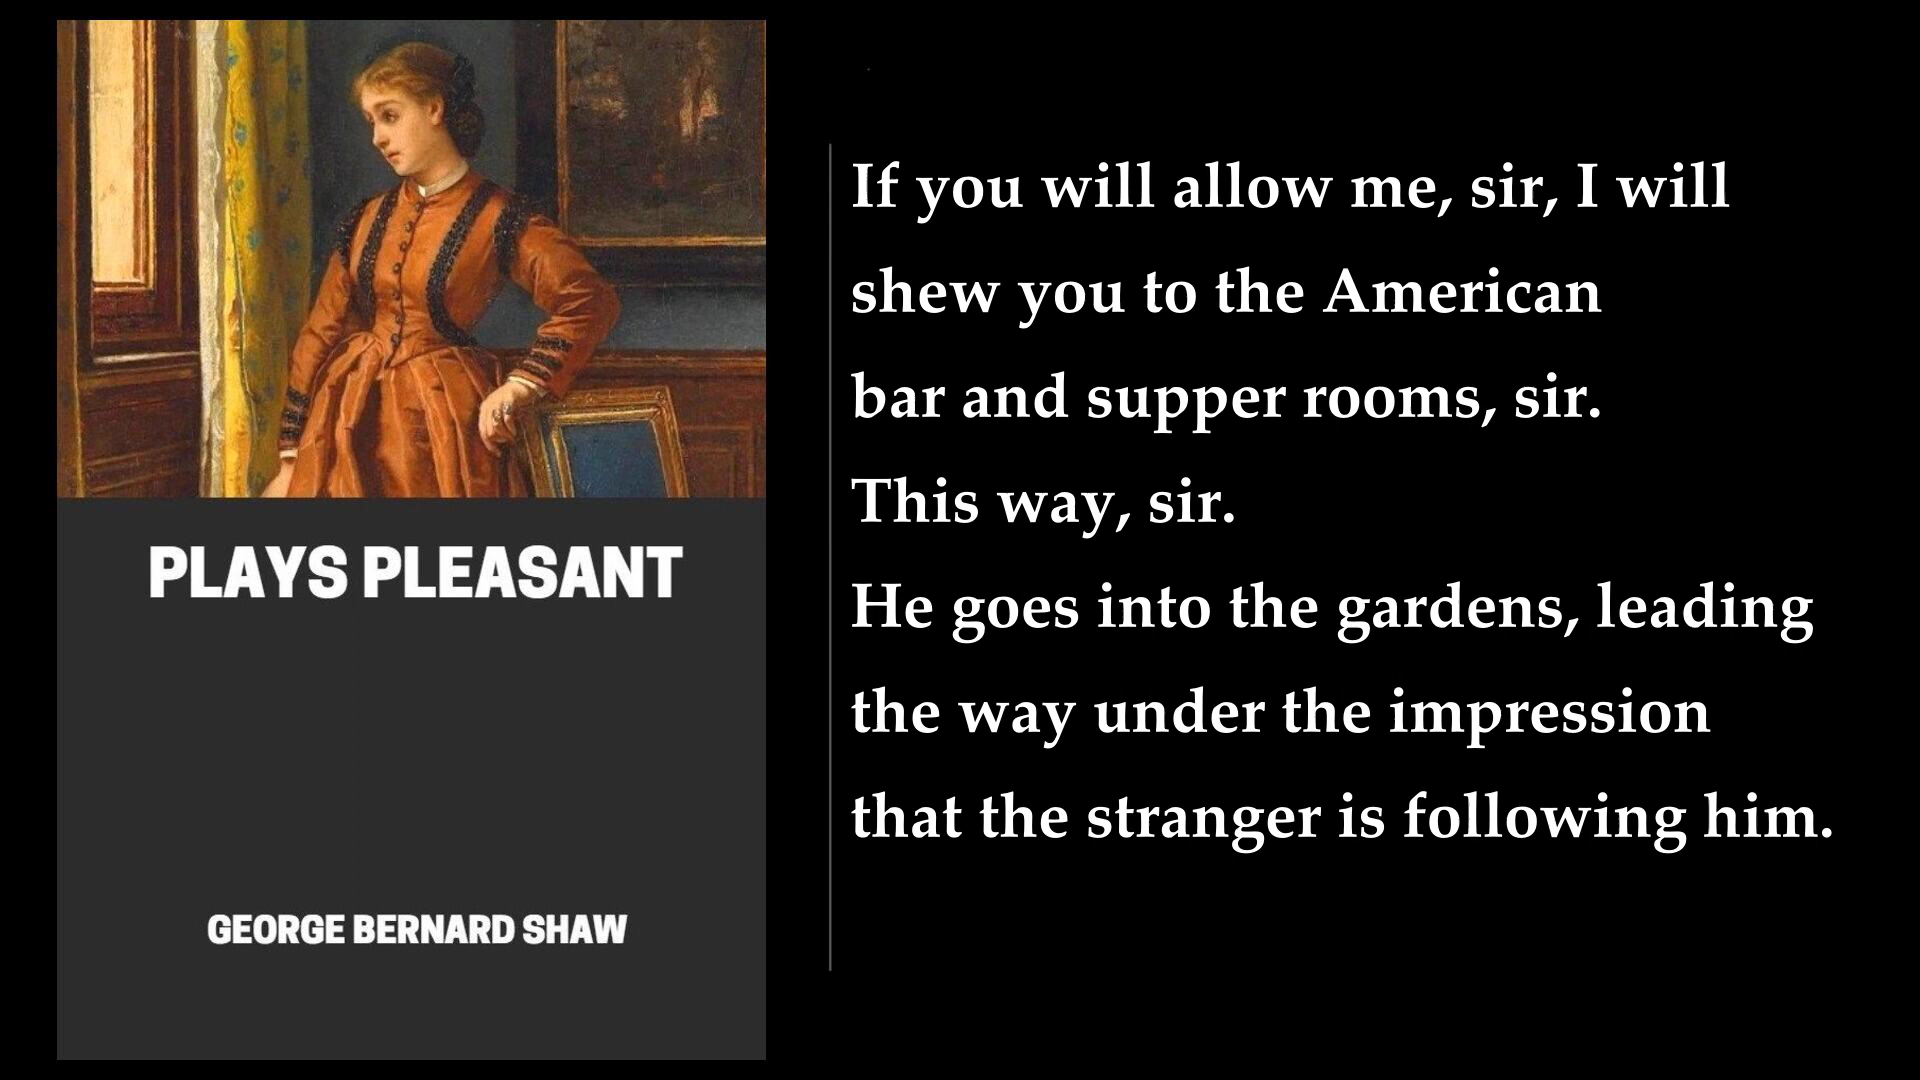 PLAYS PLEASANT
GEORGE BERNARD SHAW
If you will allow me, sir, I will
shew you to the American
bar and supper rooms, sir.
This way, sir.
He goes into the gardens, leading
the way under the impression
that the stranger is following him.